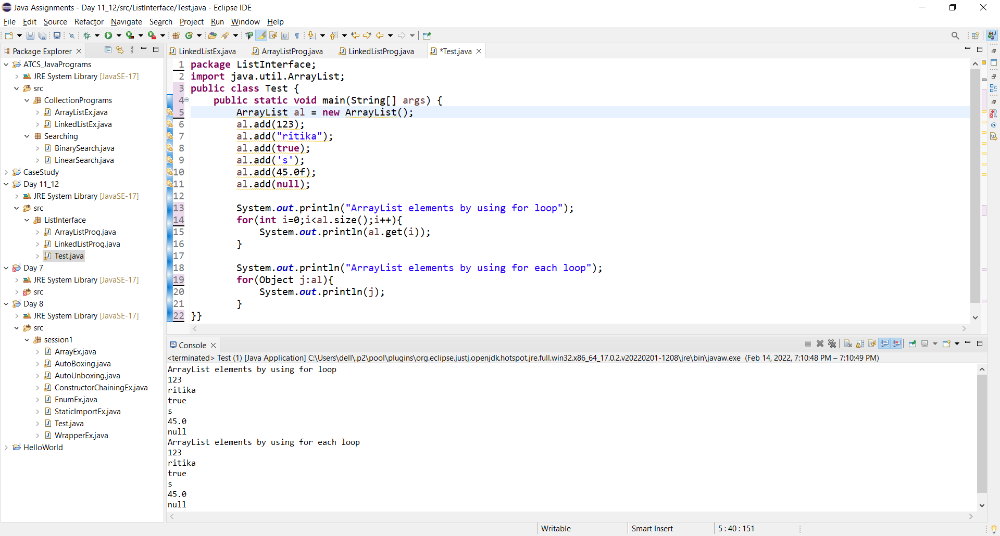 Java Assignments - Day 11_12/src/ListInterface/Test.java - Eclipse IDE
File Edit Source Refactor Navigate Search Project Run Window Help
Package Explorer
ATCS_JavaPrograms
JRE System Library [JavaSE-17]
src
CollectionPrograms
ArrayListEx.java
LinkedListEx.java
Searching
BinarySearch.java
LinearSearch.java
CaseStudy
Day 11_12
JRE System Library [JavaSE-17]
src
ListInterface
ArrayListProg.java
LinkedListProg.java
Test.java
Day 7
JRE System Library [JavaSE-17]
src
Day 8
JRE System Library [JavaSE-17]
src
session1
ArrayEx.java
AutoBoxing.java
AutoUnboxing.java
ConstructorChainingEx.java
EnumEx.java
StaticImportEx.java
Test.java
WrapperEx.java
HelloWorld
LinkedListEx.java ArrayListProg.java LinkedListProg.java *Test.java
1 package ListInterface;
2 import java.util.ArrayList;
3 public class Test {
4 public static void main(String[] args) {
5 ArrayList al = new ArrayList();
6 al.add(123);
7 al.add("ritika");
8 al.add(true);
9 al.add('s');
10 al.add(45.0f);
11 al.add(null);
12
13 System.out.println("ArrayList elements by using for loop");
14 for(int i=0;i<al.size();i++){
15 System.out.println(al.get(i));
16 }
17
18 System.out.println("ArrayList elements by using for each loop");
19 for(Object j:al){
20 System.out.println(j);
21 }
22 }}
Console
<terminated> Test (1) [Java Application] C:\Users\dell\.p2\pool\plugins\org.eclipse.justj.openjdk.hotspot.jre.full.win32.x86_64_17.0.2.v20220201-1208\jre\bin\javaw.exe (Feb 14, 2022, 7:10:48 PM – 7:10:49 PM)
ArrayList elements by using for loop
123
ritika
true
s
45.0
null
ArrayList elements by using for each loop
123
ritika
true
s
45.0
null
Writable Smart Insert 5 : 40 : 151